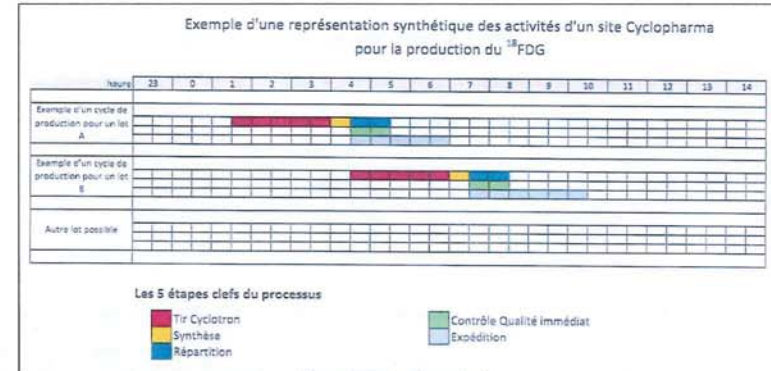 Exemple d'une représentation synthétique des activités d'un site Cyclopharma
pour la production du ¹⁸FDG
heure 23 0 1 2 3 4 5 6 7 8 9 10 11 12 13 14
Exemple d'un cycle de
production pour un lot
A
Exemple d'un cycle de
production pour un lot
B
Autre lot possible
Les 5 étapes clefs du processus
Tir Cyclotron
Contrôle Qualité immédiat
Synthèse
Expédition
Répartition